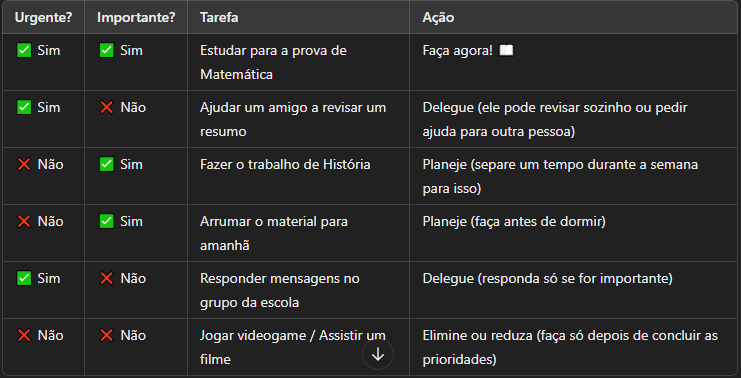 Urgente? Importante? Tarefa Ação
✅ Sim ✅ Sim Estudar para a prova de Faça agora! 📖
Matemática
✅ Sim ❌ Não Ajudar um amigo a revisar um Delegue (ele pode revisar sozinho ou pedir
resumo ajuda para outra pessoa)
❌ Não ✅ Sim Fazer o trabalho de História Planeje (separe um tempo durante a semana
para isso)
❌ Não ✅ Sim Arrumar o material para Planeje (faça antes de dormir)
amanhã
✅ Sim ❌ Não Responder mensagens no Delegue (responda só se for importante)
grupo da escola
❌ Não ❌ Não Jogar videogame / Assistir um Elimine ou reduza (faça só depois de concluir as
filme prioridades)